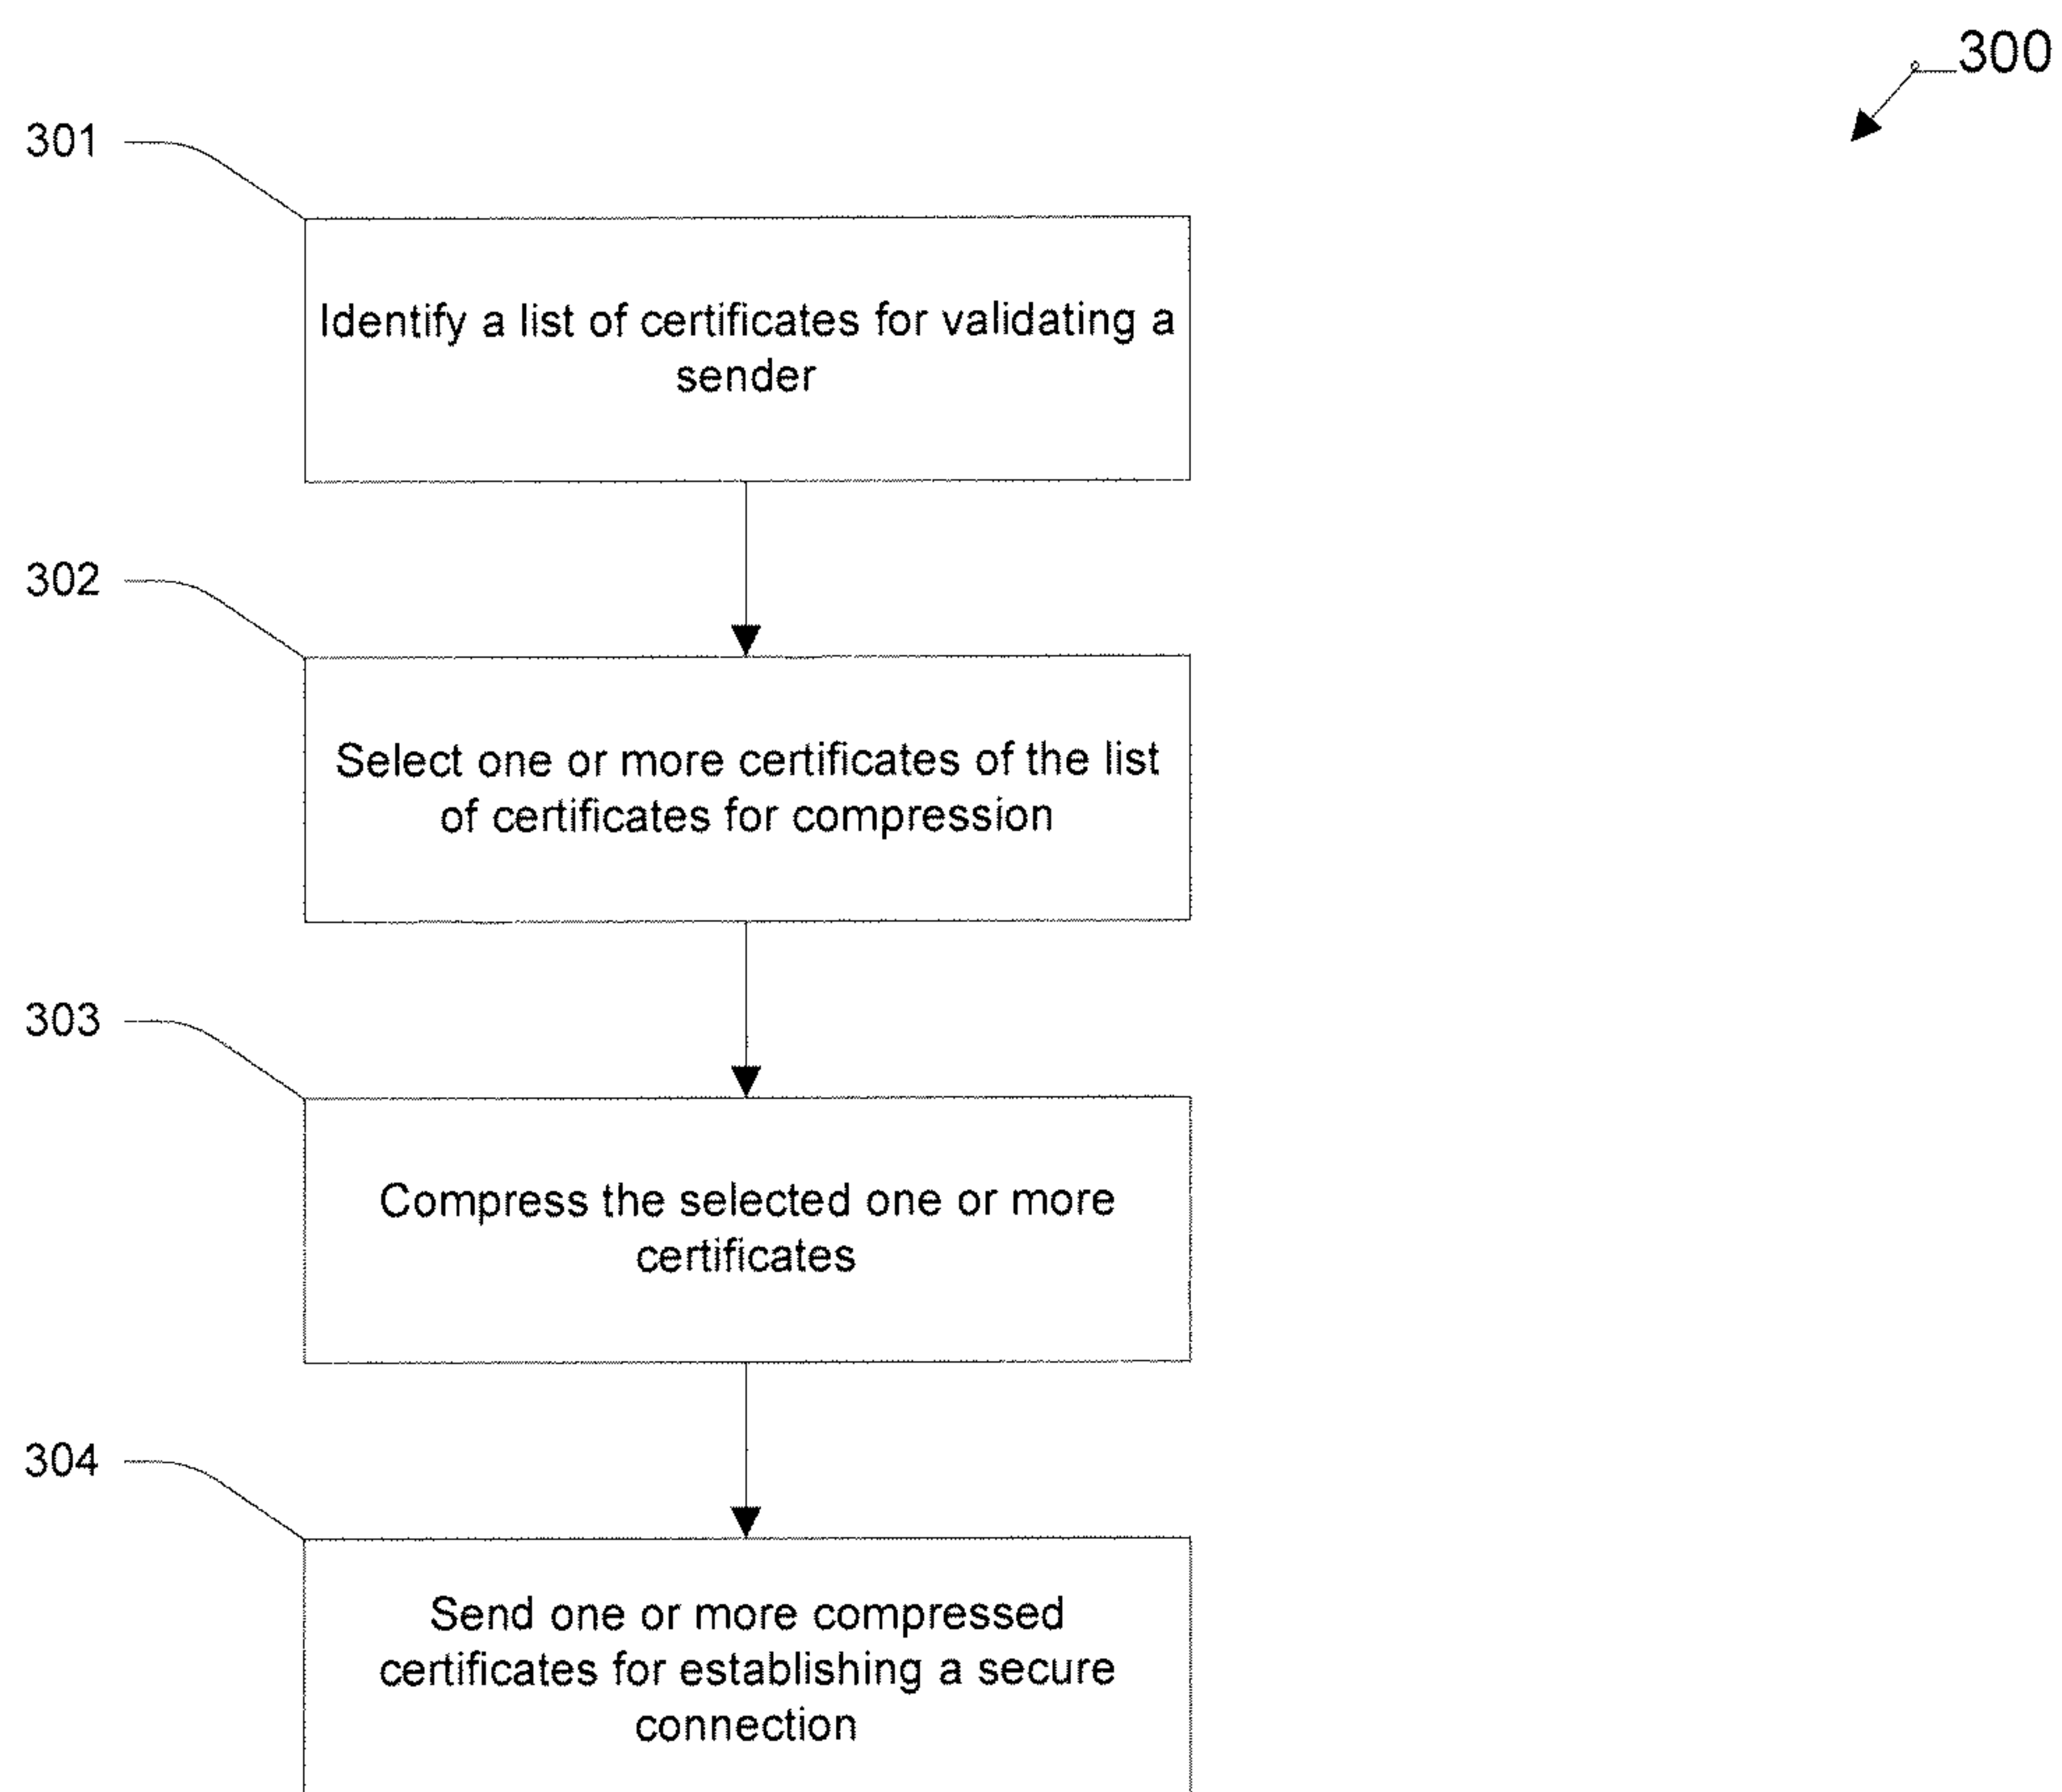 300
301
Identify a list of certificates for validating a
sender
302
Select one or more certificates of the list
of certificates for compression
303
Compress the selected one or more
certificates
304
Send one or more compressed
certificates for establishing a secure
connection